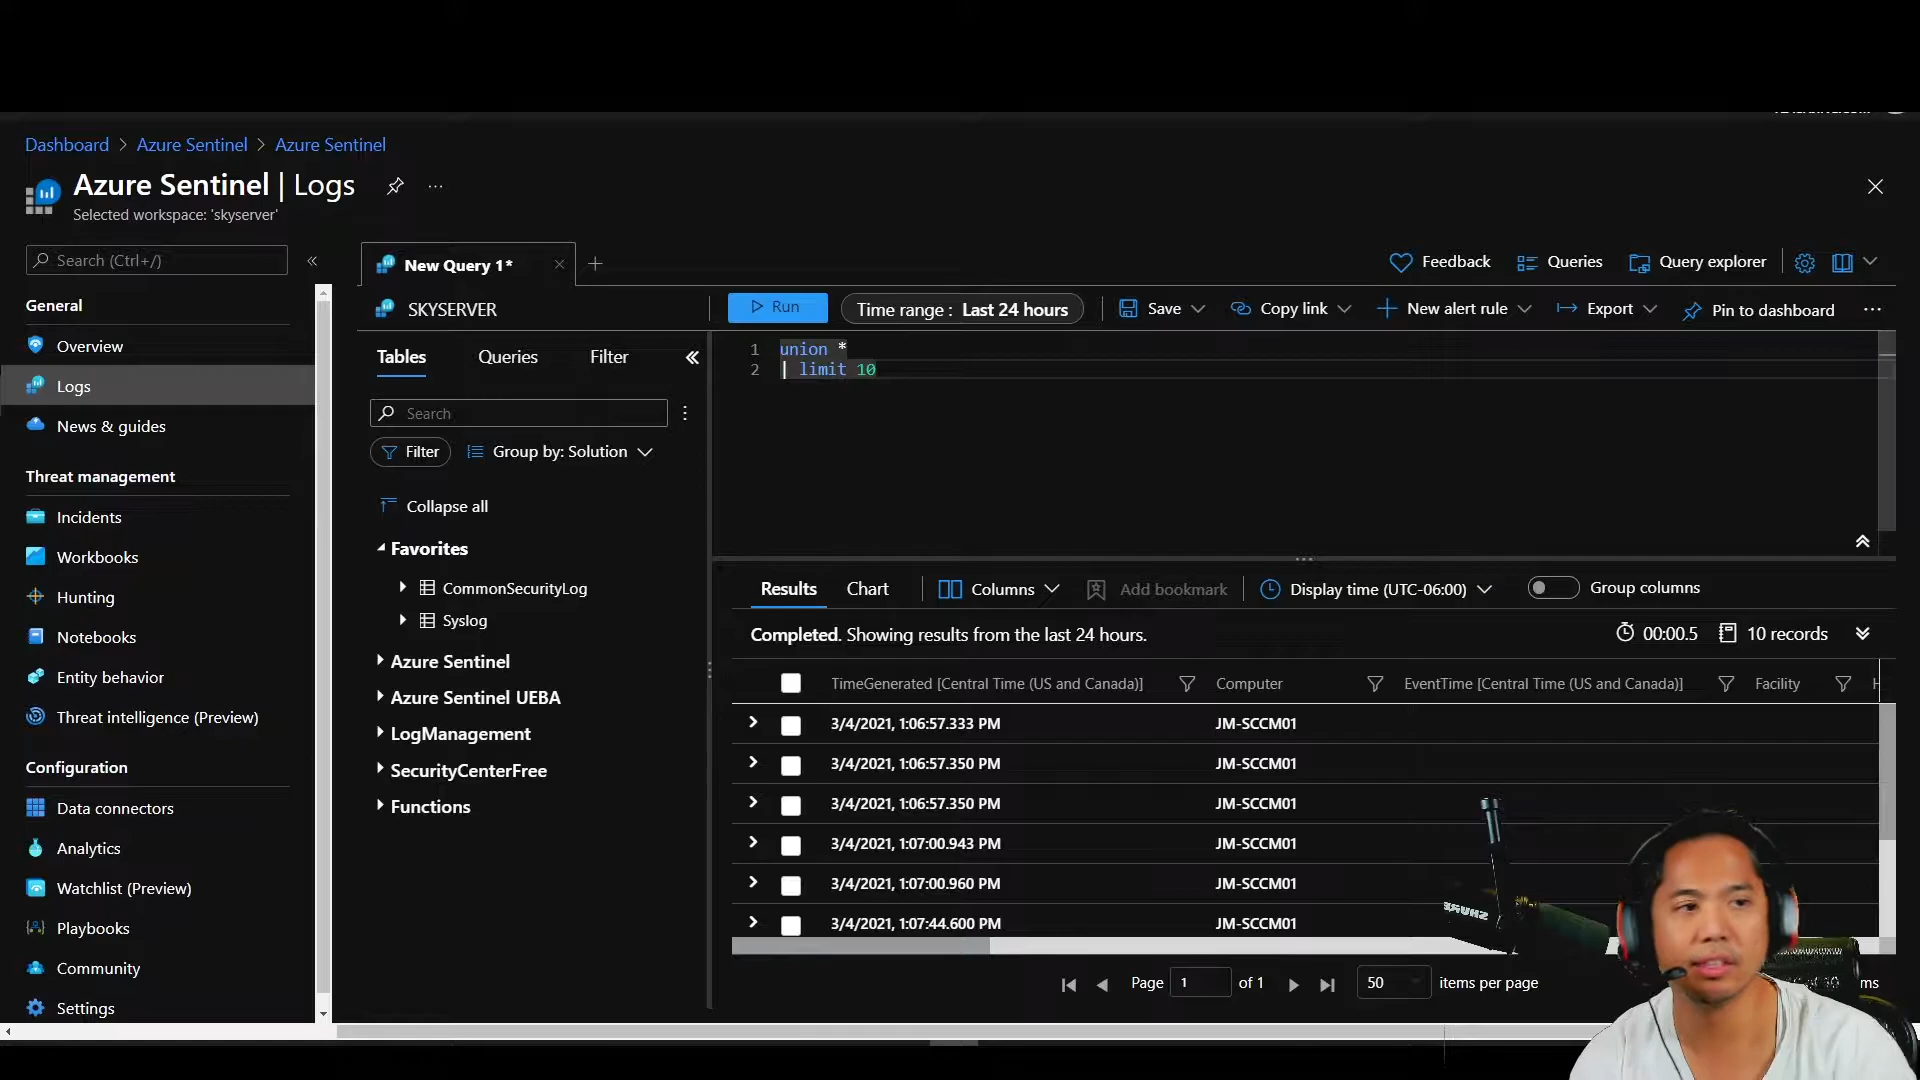 Dashboard > Azure Sentinel > Azure Sentinel
Azure Sentinel | Logs
Selected workspace: 'skyserver'
Search (Ctrl+/)
General
Overview
Logs
News & guides
Threat management
Incidents
Workbooks
Hunting
Notebooks
Entity behavior
Threat intelligence (Preview)
Configuration
Data connectors
Analytics
Watchlist (Preview)
Playbooks
Community
Settings
New Query 1*
Feedback
Queries
Query explorer
SKYSERVER
Run
Time range : Last 24 hours
Save
Copy link
New alert rule
Export
Pin to dashboard
Tables
Queries
Filter
Search
Filter
Group by: Solution
Collapse all
Favorites
CommonSecurityLog
Syslog
Azure Sentinel
Azure Sentinel UEBA
LogManagement
SecurityCenterFree
Functions
1 union *
2 | limit 10
Results
Chart
Columns
Add bookmark
Display time (UTC-06:00)
Group columns
Completed. Showing results from the last 24 hours.
00:00.5
10 records
TimeGenerated [Central Time (US and Canada)] Computer EventTime [Central Time (US and Canada)] Facility
3/4/2021, 1:06:57.333 PM JM-SCCM01
3/4/2021, 1:06:57.350 PM JM-SCCM01
3/4/2021, 1:06:57.350 PM JM-SCCM01
3/4/2021, 1:07:00.943 PM JM-SCCM01
3/4/2021, 1:07:00.960 PM JM-SCCM01
3/4/2021, 1:07:44.600 PM JM-SCCM01
Page 1 of 1
50 items per page
SHURE